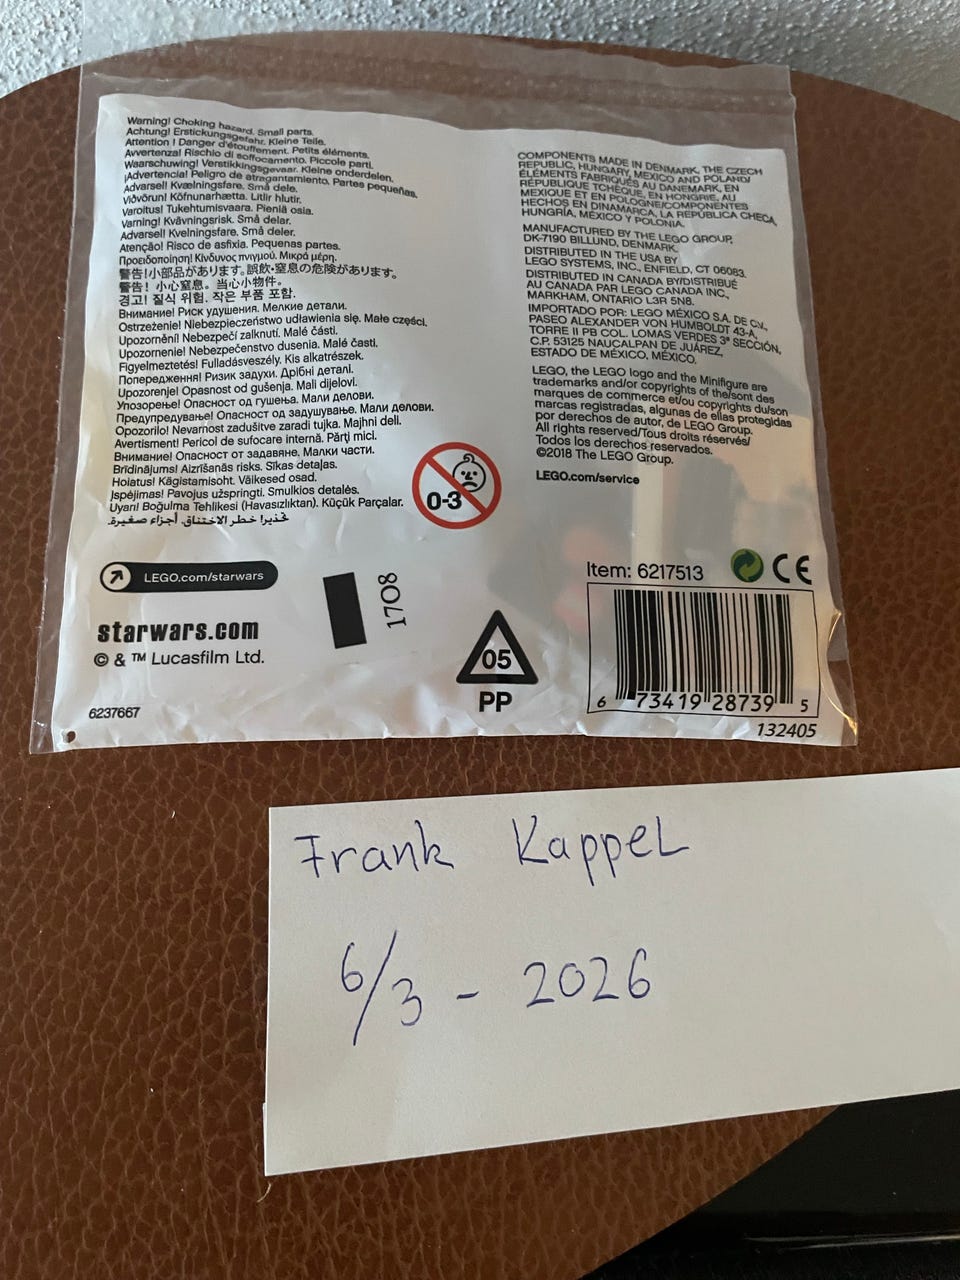 Warning! Choking hazard. Small parts.
Achtung! Erstickungsgefahr. Kleine Teile.
Attention ! Danger d'étouffement. Petits éléments.
Avvertenza! Rischio di soffocamento. Piccole parti.
Waarschuwing! Verstikkingsgevaar. Kleine onderdelen.
¡Advertencia! Peligro de atragantamiento. Partes pequeñas.
Advarsel! Kvælningsfare. Små dele.
Viðvörun! Köfnunarhætta. Litlir hlutir.
Varoitus! Tukehtumisvaara. Pieniä osia.
Varning! Kvävningsrisk. Små delar.
Advarsel! Kvelningsfare. Små deler.
Atenção! Risco de asfixia. Pequenas partes.
Προειδοποίηση! Κίνδυνος πνιγμού. Μικρά μέρη.
警告!小部品があります。誤飲・窒息の危険があります。
警告! 小心窒息。当心小物件。
경고! 질식 위험. 작은 부품 포함.
Внимание! Риск удушения. Мелкие детали.
Ostrzeżenie! Niebezpieczeństwo udławienia się. Małe części.
Upozornění! Nebezpečí zalknutí. Malé části.
Upozornenie! Nebezpečenstvo dusenia. Malé časti.
Figyelmeztetés! Fulladásveszély. Kis alkatrészek.
Попередження! Ризик задухи. Дрібні деталі.
Upozorenje! Opasnost od gušenja. Mali dijelovi.
Упозорење! Опасност од гушења. Мали делови.
Предупредување! Опасност од задушување. Мали делови.
Opozorilo! Nevarnost zadušitve zaradi tujka. Majhni deli.
Avertisment! Pericol de sufocare internă. Părţi mici.
Внимание! Опасност от задавяне. Малки части.
Brīdinājums! Aizrīšanās risks. Sīkas detaļas.
Hoiatus! Kägistamisoht. Väikesed osad.
Įspėjimas! Pavojus užspringti. Smulkios detalės.
Uyarı! Boğulma Tehlikesi (Havasızlıktan). Küçük Parçalar.
تحذير! خطر الاختناق. أجزاء صغيرة.
0-3
LEGO.com/starwars
starwars.com
© & ™ Lucasfilm Ltd.
1708
6237667
05
PP
COMPONENTS MADE IN DENMARK, THE CZECH
REPUBLIC, HUNGARY, MEXICO AND POLAND/
ÉLÉMENTS FABRIQUÉS AU DANEMARK, EN
RÉPUBLIQUE TCHÈQUE, EN HONGRIE, AU
MEXIQUE ET EN POLOGNE/COMPONENTES
HECHOS EN DINAMARCA, LA REPÚBLICA CHECA,
HUNGRÍA, MÉXICO Y POLONIA.
MANUFACTURED BY THE LEGO GROUP,
DK-7190 BILLUND, DENMARK.
DISTRIBUTED IN THE USA BY
LEGO SYSTEMS, INC., ENFIELD, CT 06083.
DISTRIBUTED IN CANADA BY/DISTRIBUÉ
AU CANADA PAR LEGO CANADA INC.,
MARKHAM, ONTARIO L3R 5N8.
IMPORTADO POR: LEGO MÉXICO S.A. DE C.V.,
PASEO ALEXANDER VON HUMBOLDT 43-A,
TORRE II PB COL. LOMAS VERDES 3ª SECCIÓN,
C.P. 53125 NAUCALPAN DE JUÁREZ,
ESTADO DE MÉXICO, MÉXICO.
LEGO, the LEGO logo and the Minifigure are
trademarks and/or copyrights of the/sont des
marques de commerce et/ou copyrights du/son
marcas registradas, algunas de ellas protegidas
por derechos de autor, de LEGO Group.
All rights reserved/Tous droits réservés/
Todos los derechos reservados.
©2018 The LEGO Group.
LEGO.com/service
Item: 6217513
CE
6 73419 28739 5
132405
Frank Kappel
6/3 - 2026